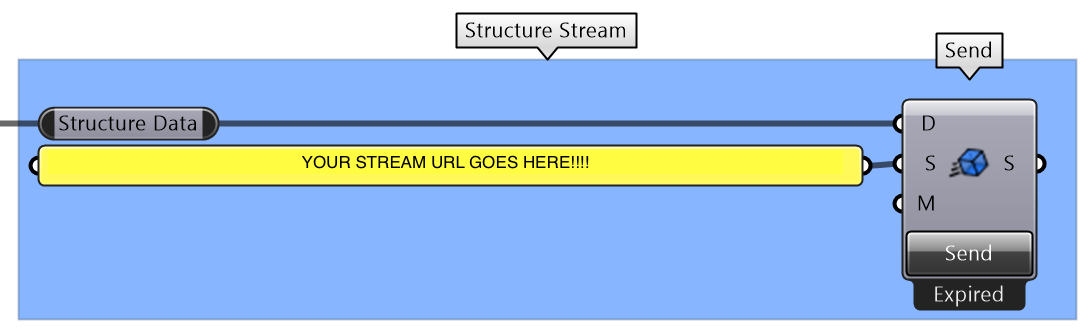 Structure Stream
Send
Structure Data
D
YOUR STREAM URL GOES HERE!!!!
S S
M
Send
Expired